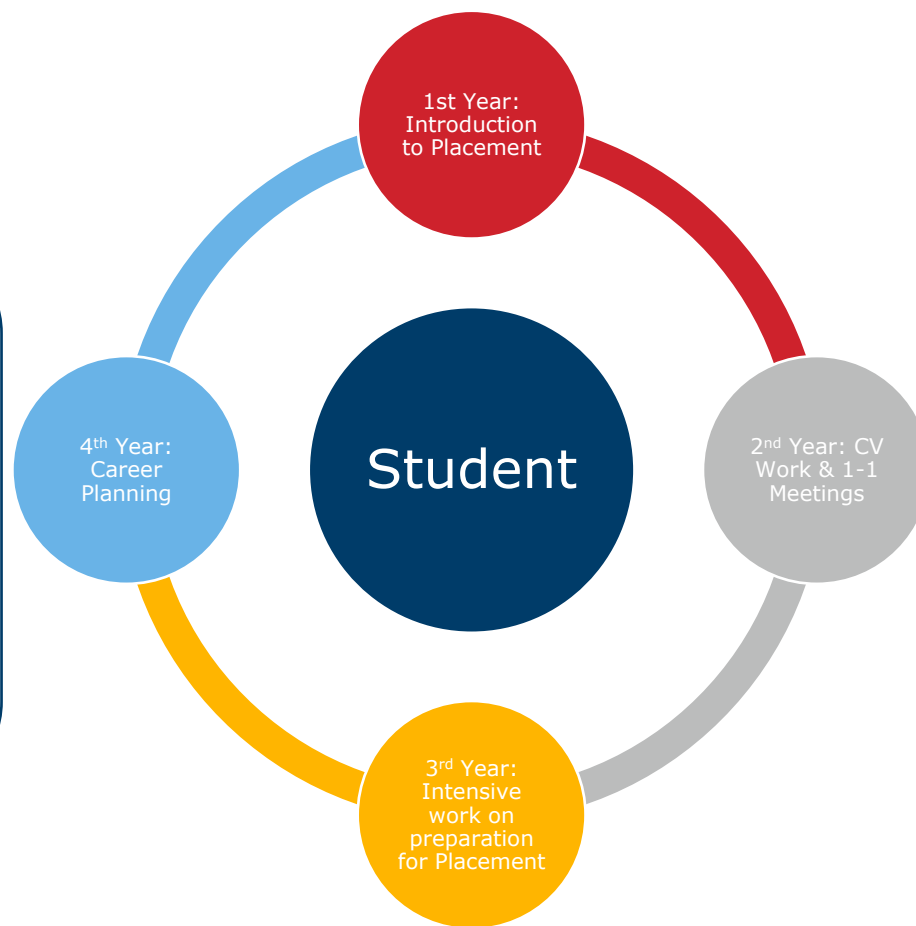 1st Year:
Introduction
to Placement
4th Year:
Career
Planning
Student
2nd Year: CV
Work & 1-1
Meetings
3rd Year:
Intensive
work on
preparation
for Placement